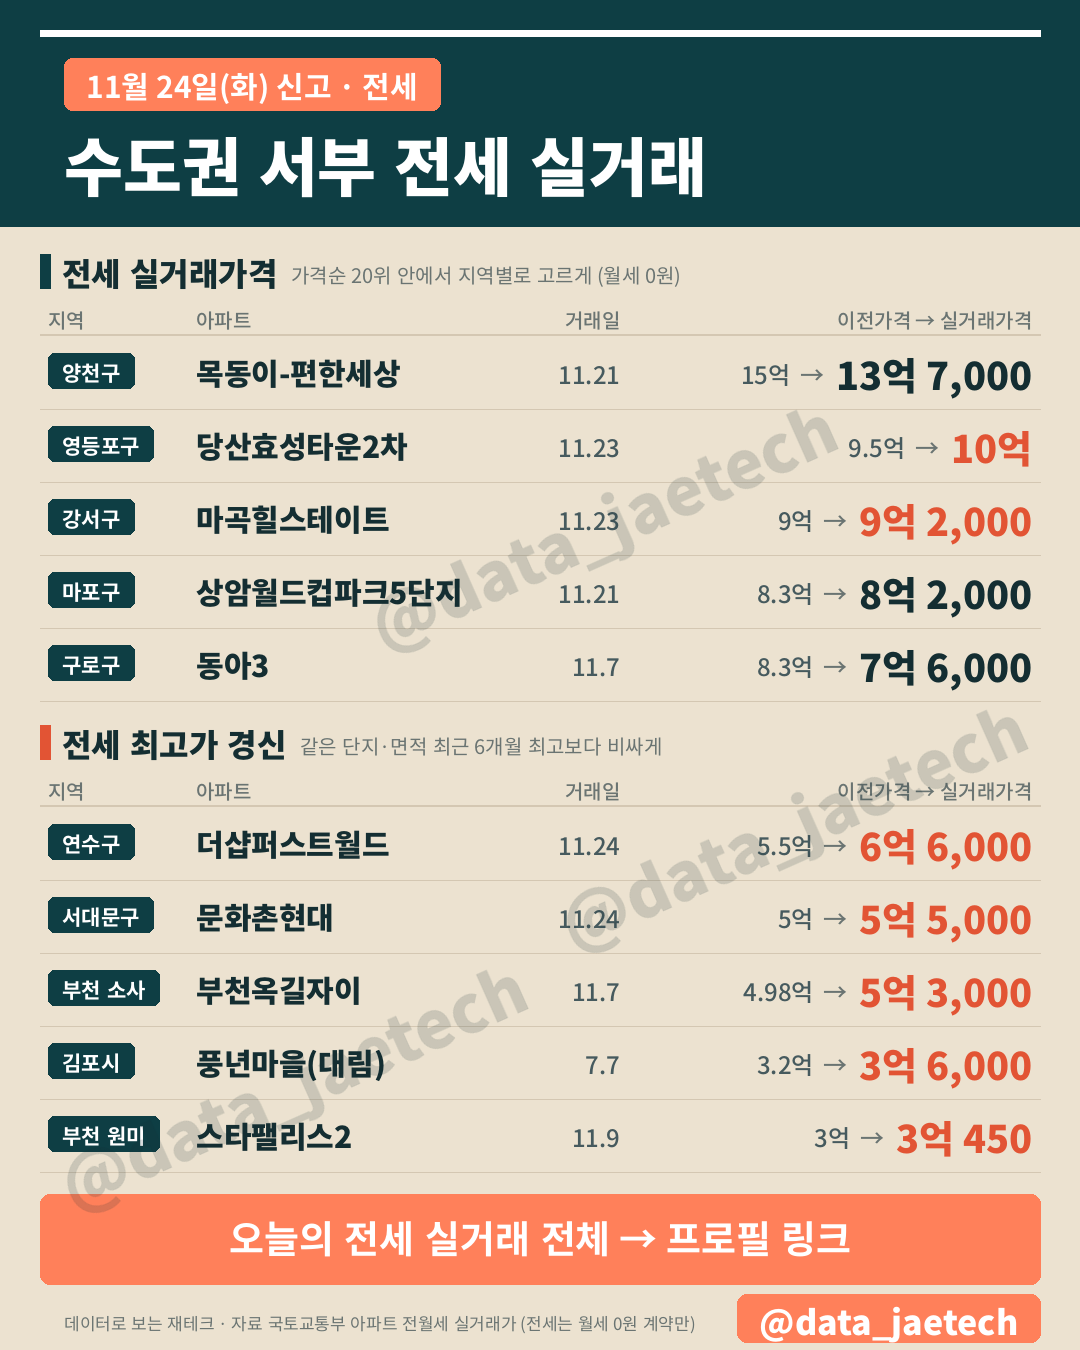 11월 24일(화) 신고 · 전세
수도권 서부 전세 실거래
전세 실거래가격 가격순 20위 안에서 지역별로 고르게 (월세 0원)
지역 아파트 거래일 이전가격 → 실거래가격
양천구 목동이-편한세상 11.21 15억 → 13억 7,000
영등포구 당산효성타운2차 11.23 9.5억 → 10억
강서구 마곡힐스테이트 11.23 9억 → 9억 2,000
마포구 상암월드컵파크5단지 11.21 8.3억 → 8억 2,000
구로구 동아3 11.7 8.3억 → 7억 6,000
전세 최고가 경신 같은 단지·면적 최근 6개월 최고보다 비싸게
지역 아파트 거래일 이전가격 → 실거래가격
연수구 더샵퍼스트월드 11.24 5.5억 → 6억 6,000
서대문구 문화촌현대 11.24 5억 → 5억 5,000
부천 소사 부천옥길자이 11.7 4.98억 → 5억 3,000
김포시 풍년마을(대림) 7.7 3.2억 → 3억 6,000
부천 원미 스타팰리스2 11.9 3억 → 3억 450
@data_jaetech
@data_jaetech
@data_jaetech
오늘의 전세 실거래 전체 → 프로필 링크
데이터로 보는 재테크 · 자료 국토교통부 아파트 전월세 실거래가 (전세는 월세 0원 계약만)
@data_jaetech